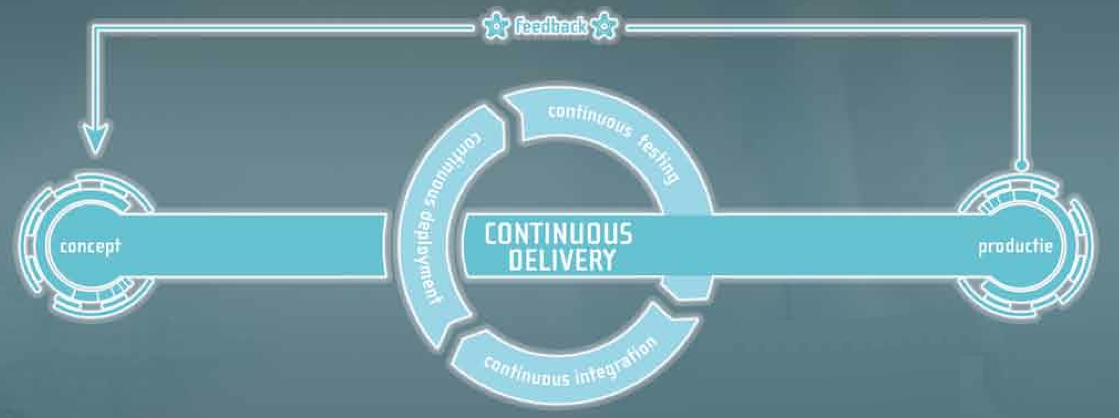 feedback
continuous testing
continuous deployment
concept
CONTINUOUS
DELIVERY
productie
continuous integration